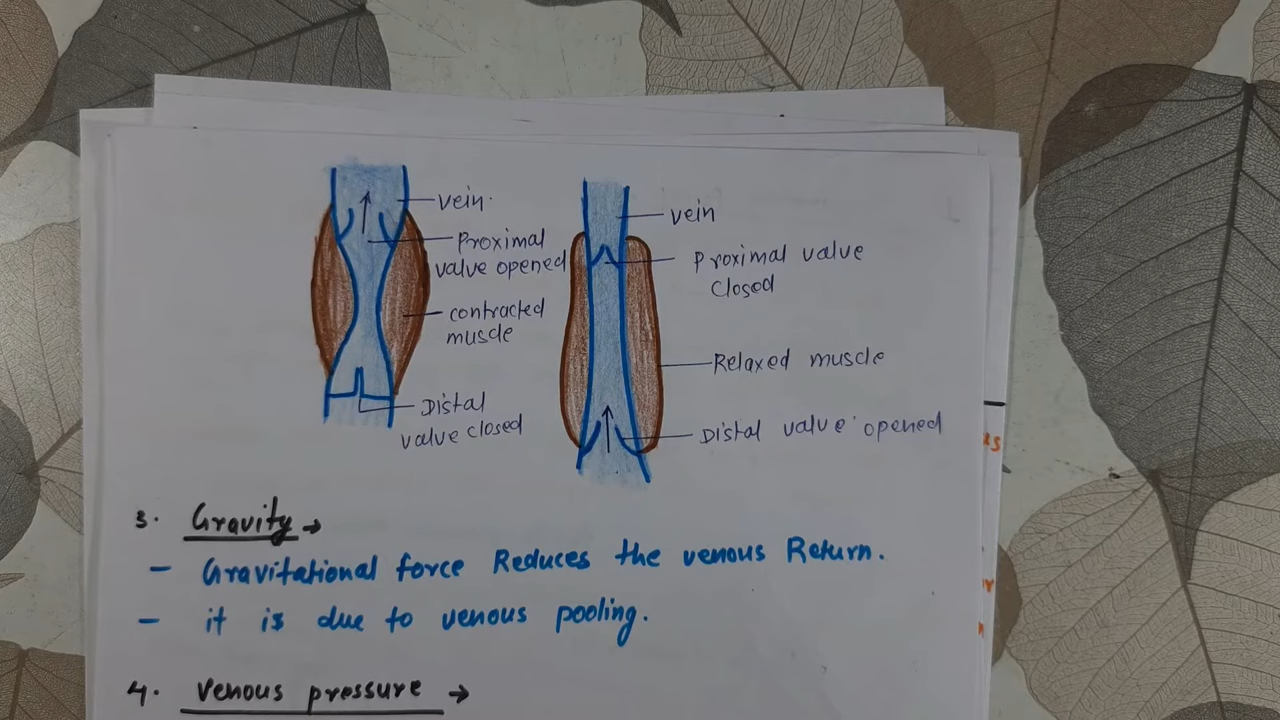 vein.
Proximal
valve opened
contracted
muscle
Distal
valve closed
vein
Proximal valve
closed
Relaxed muscle
Distal valve opened
3. Gravity →
- Gravitational force Reduces the venous Return.
- it is due to venous pooling.
4. Venous pressure →